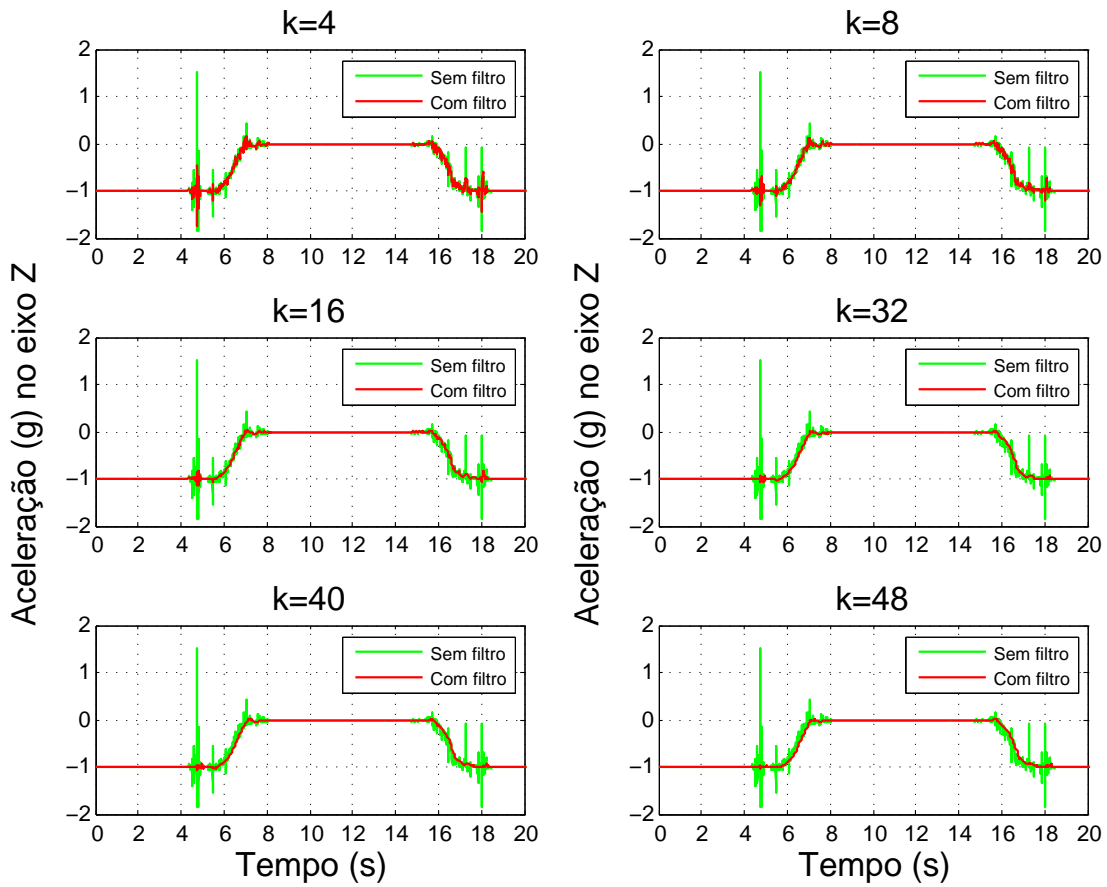 k=4
2
1
0
−1
−2
0 2 4 6 8 10 12 14 16 18 20
Sem filtro
Com filtro
k=8
2
1
0
−1
−2
0 2 4 6 8 10 12 14 16 18 20
Sem filtro
Com filtro
Aceleração (g) no eixo Z
Aceleração (g) no eixo Z
k=16
2
1
0
−1
−2
0 2 4 6 8 10 12 14 16 18 20
Sem filtro
Com filtro
k=32
2
1
0
−1
−2
0 2 4 6 8 10 12 14 16 18 20
Sem filtro
Com filtro
k=40
2
1
0
−1
−2
0 2 4 6 8 10 12 14 16 18 20
Sem filtro
Com filtro
Tempo (s)
k=48
2
1
0
−1
−2
0 2 4 6 8 10 12 14 16 18 20
Sem filtro
Com filtro
Tempo (s)